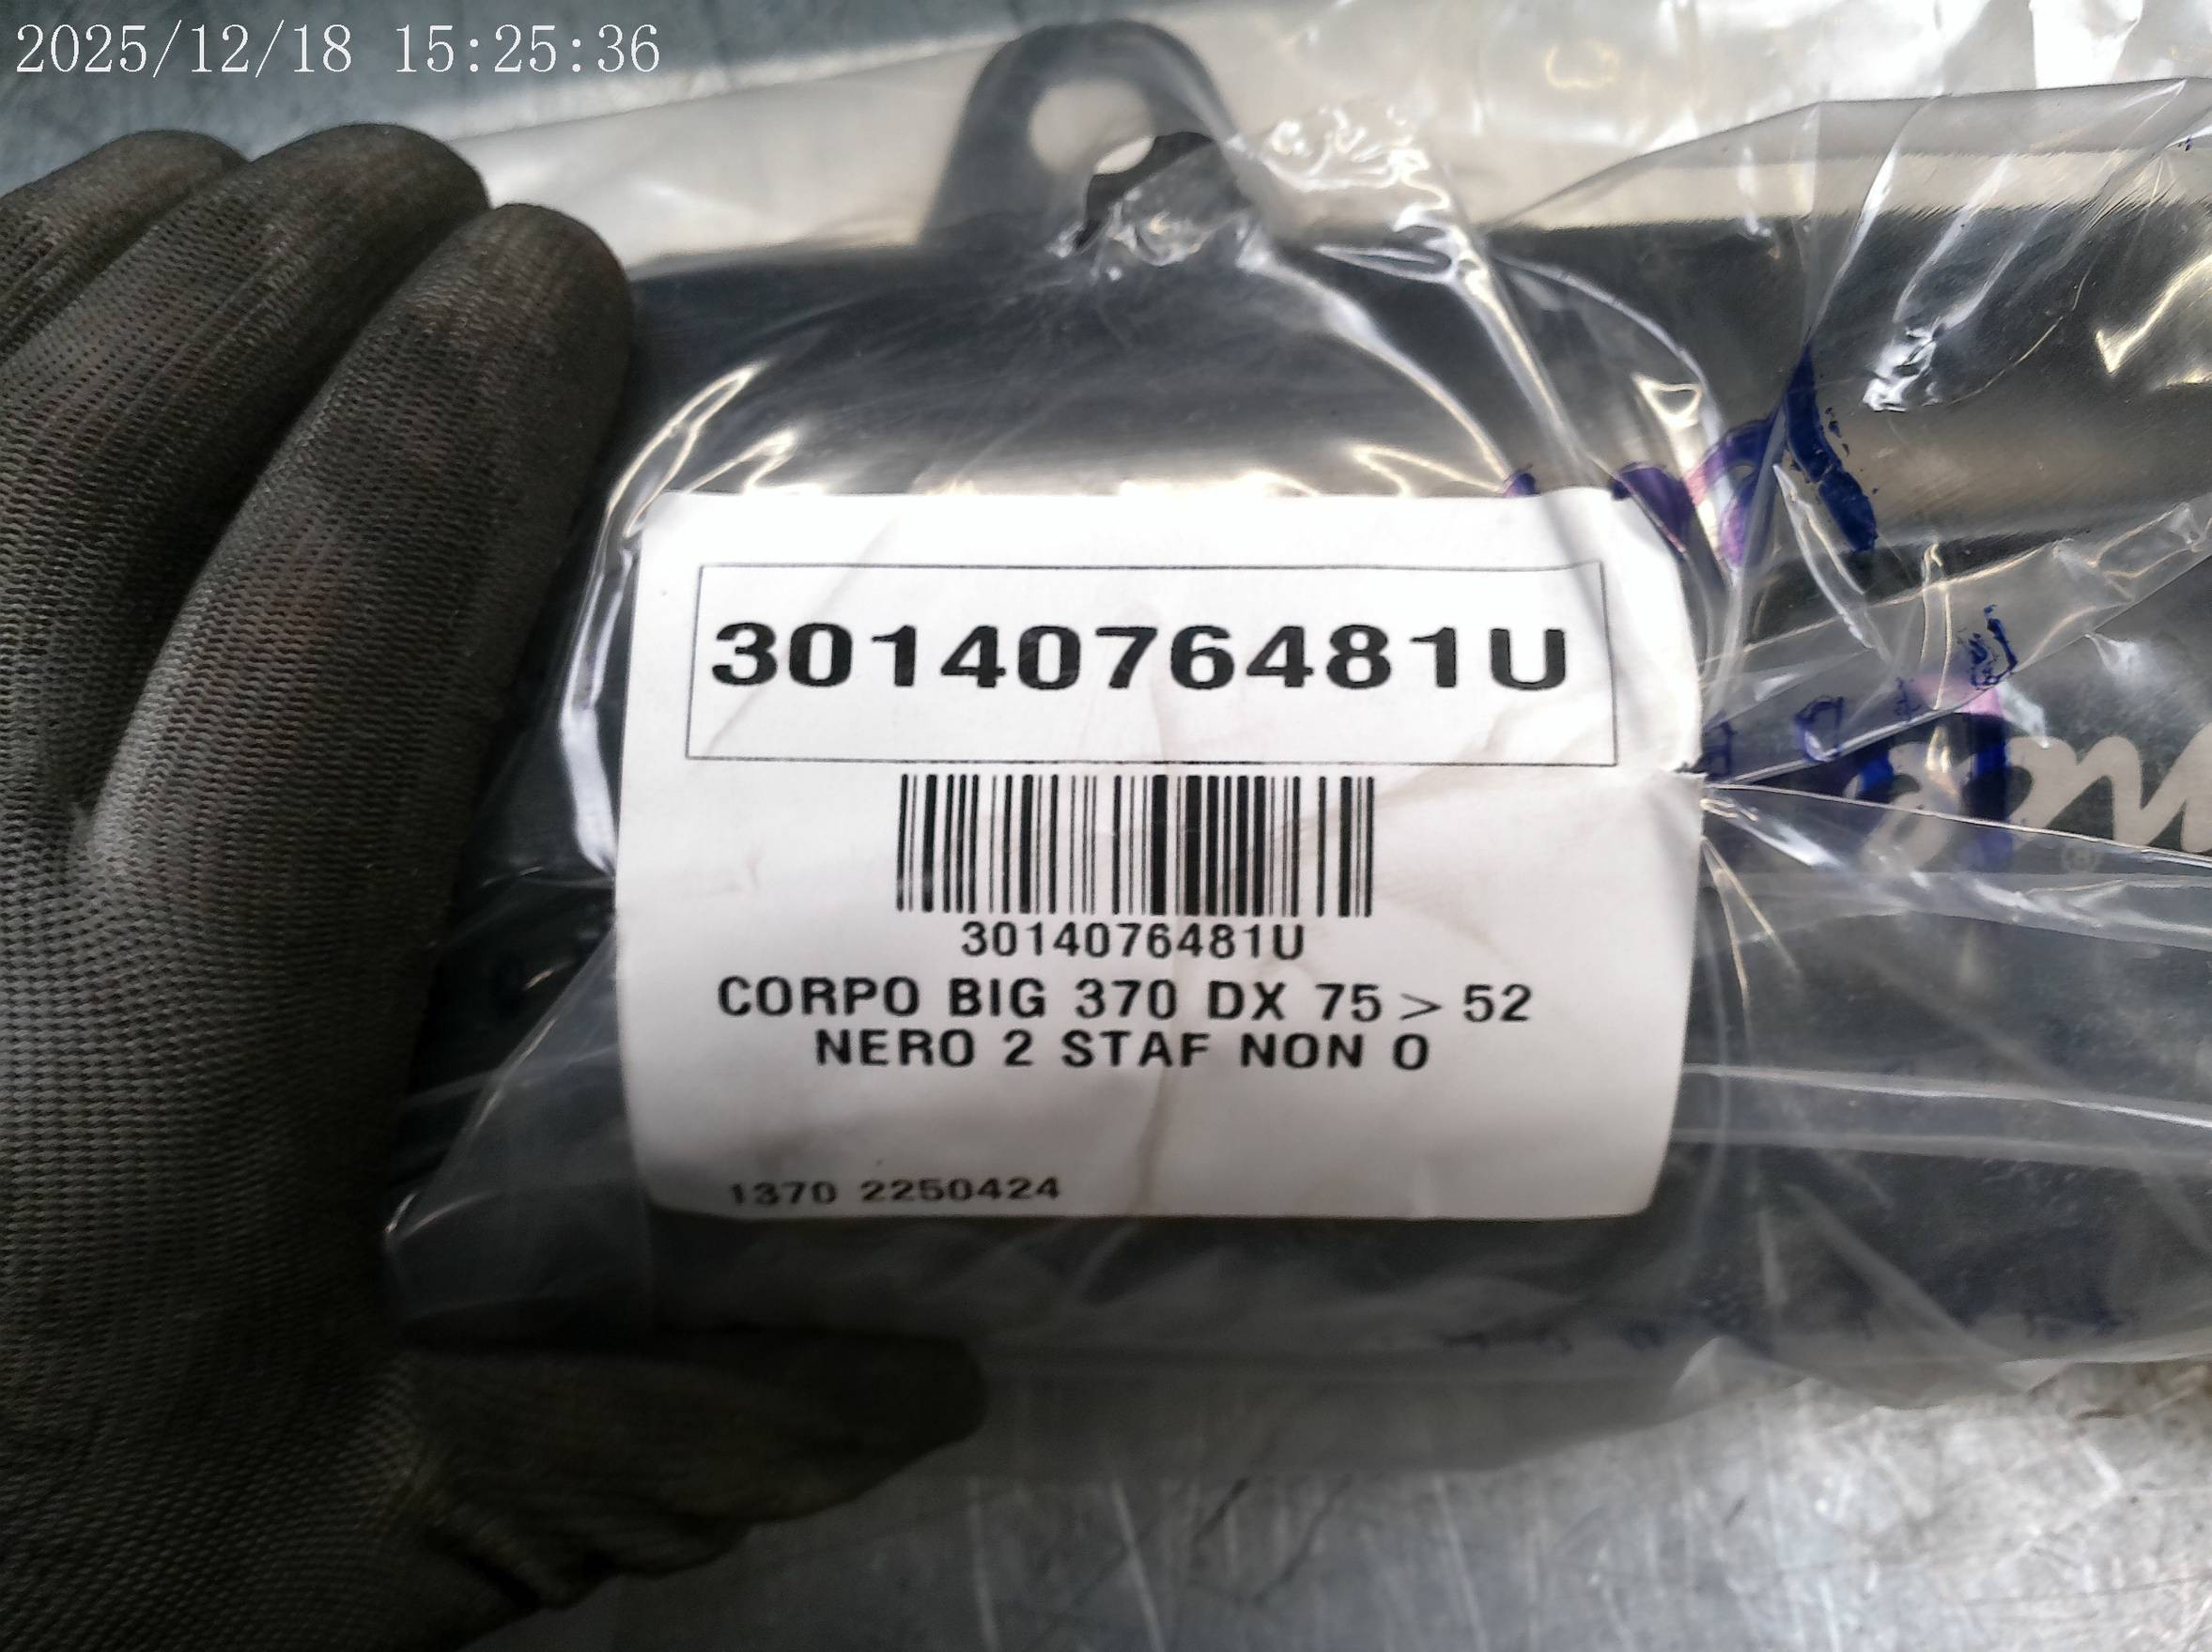 2025/12/18 15:25:36
3014076481U
3014076481U
CORPO BIG 370 DX 75 > 52
NERO 2 STAF NON O
1370 2250424